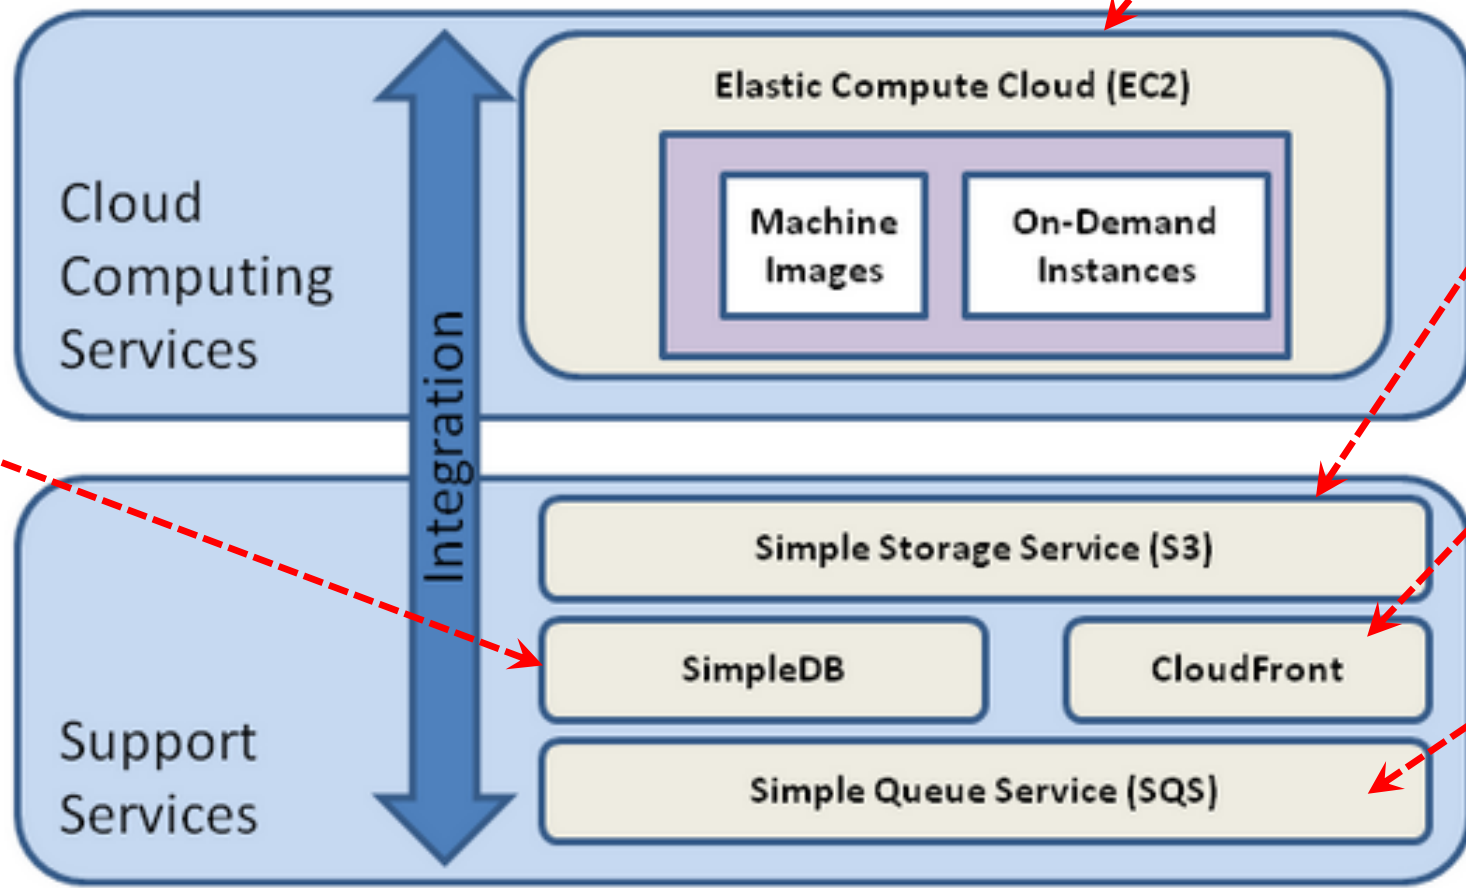 Cloud
Computing
Services
Elastic Compute Cloud (EC2)
Machine
Images
On-Demand
Instances
Integration
Support
Services
Simple Storage Service (S3)
SimpleDB
CloudFront
Simple Queue Service (SQS)